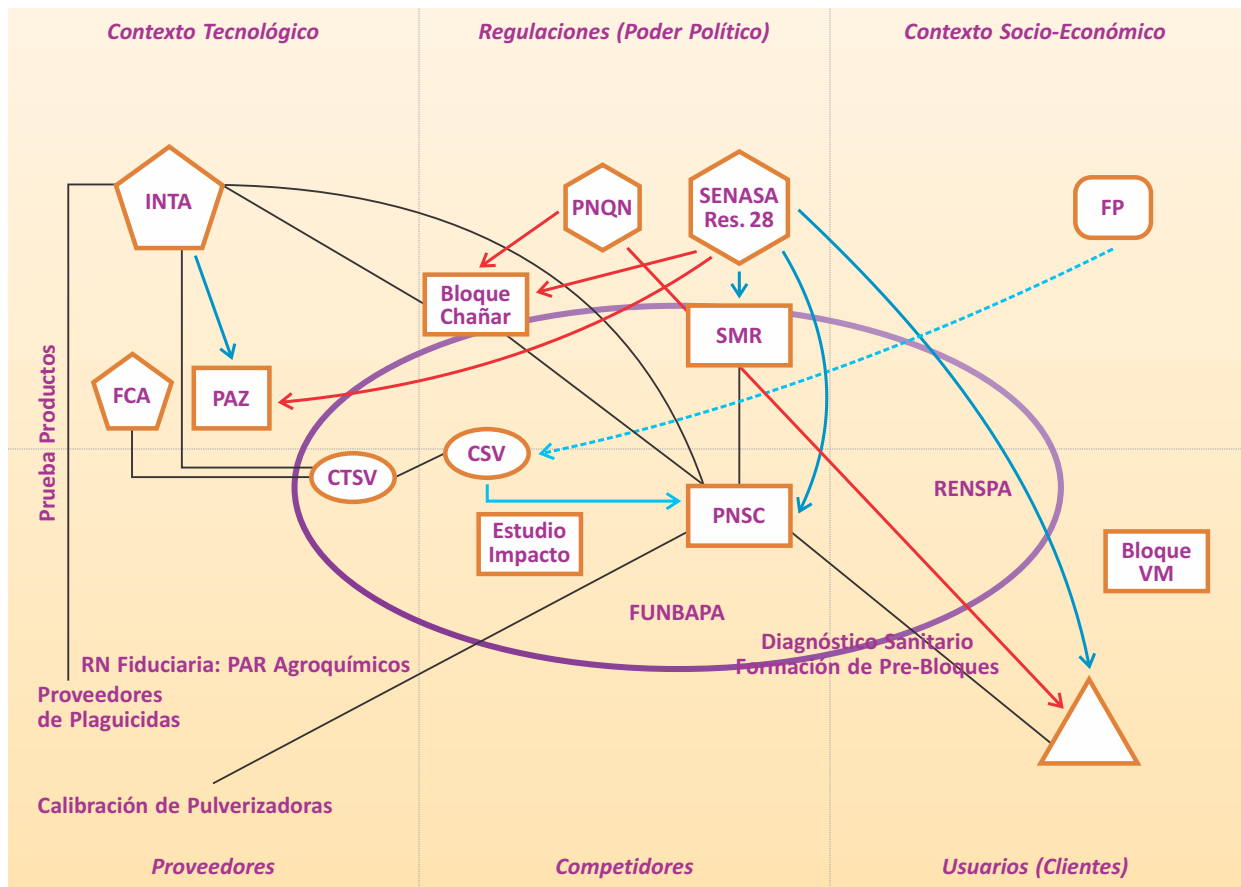 Contexto Tecnológico
Regulaciones (Poder Político)
Contexto Socio-Económico
INTA
PNQN
SENASA
Res. 28
FP
Bloque
Chañar
SMR
FCA
PAZ
Prueba Productos
CTSV
CSV
RENSPA
PNSC
Estudio
Impacto
Bloque
VM
FUNBAPA
Diagnóstico Sanitario
Formación de Pre-Bloques
RN Fiduciaria: PAR Agroquímicos
Proveedores
de Plaguicidas
Calibración de Pulverizadoras
Proveedores
Competidores
Usuarios (Clientes)